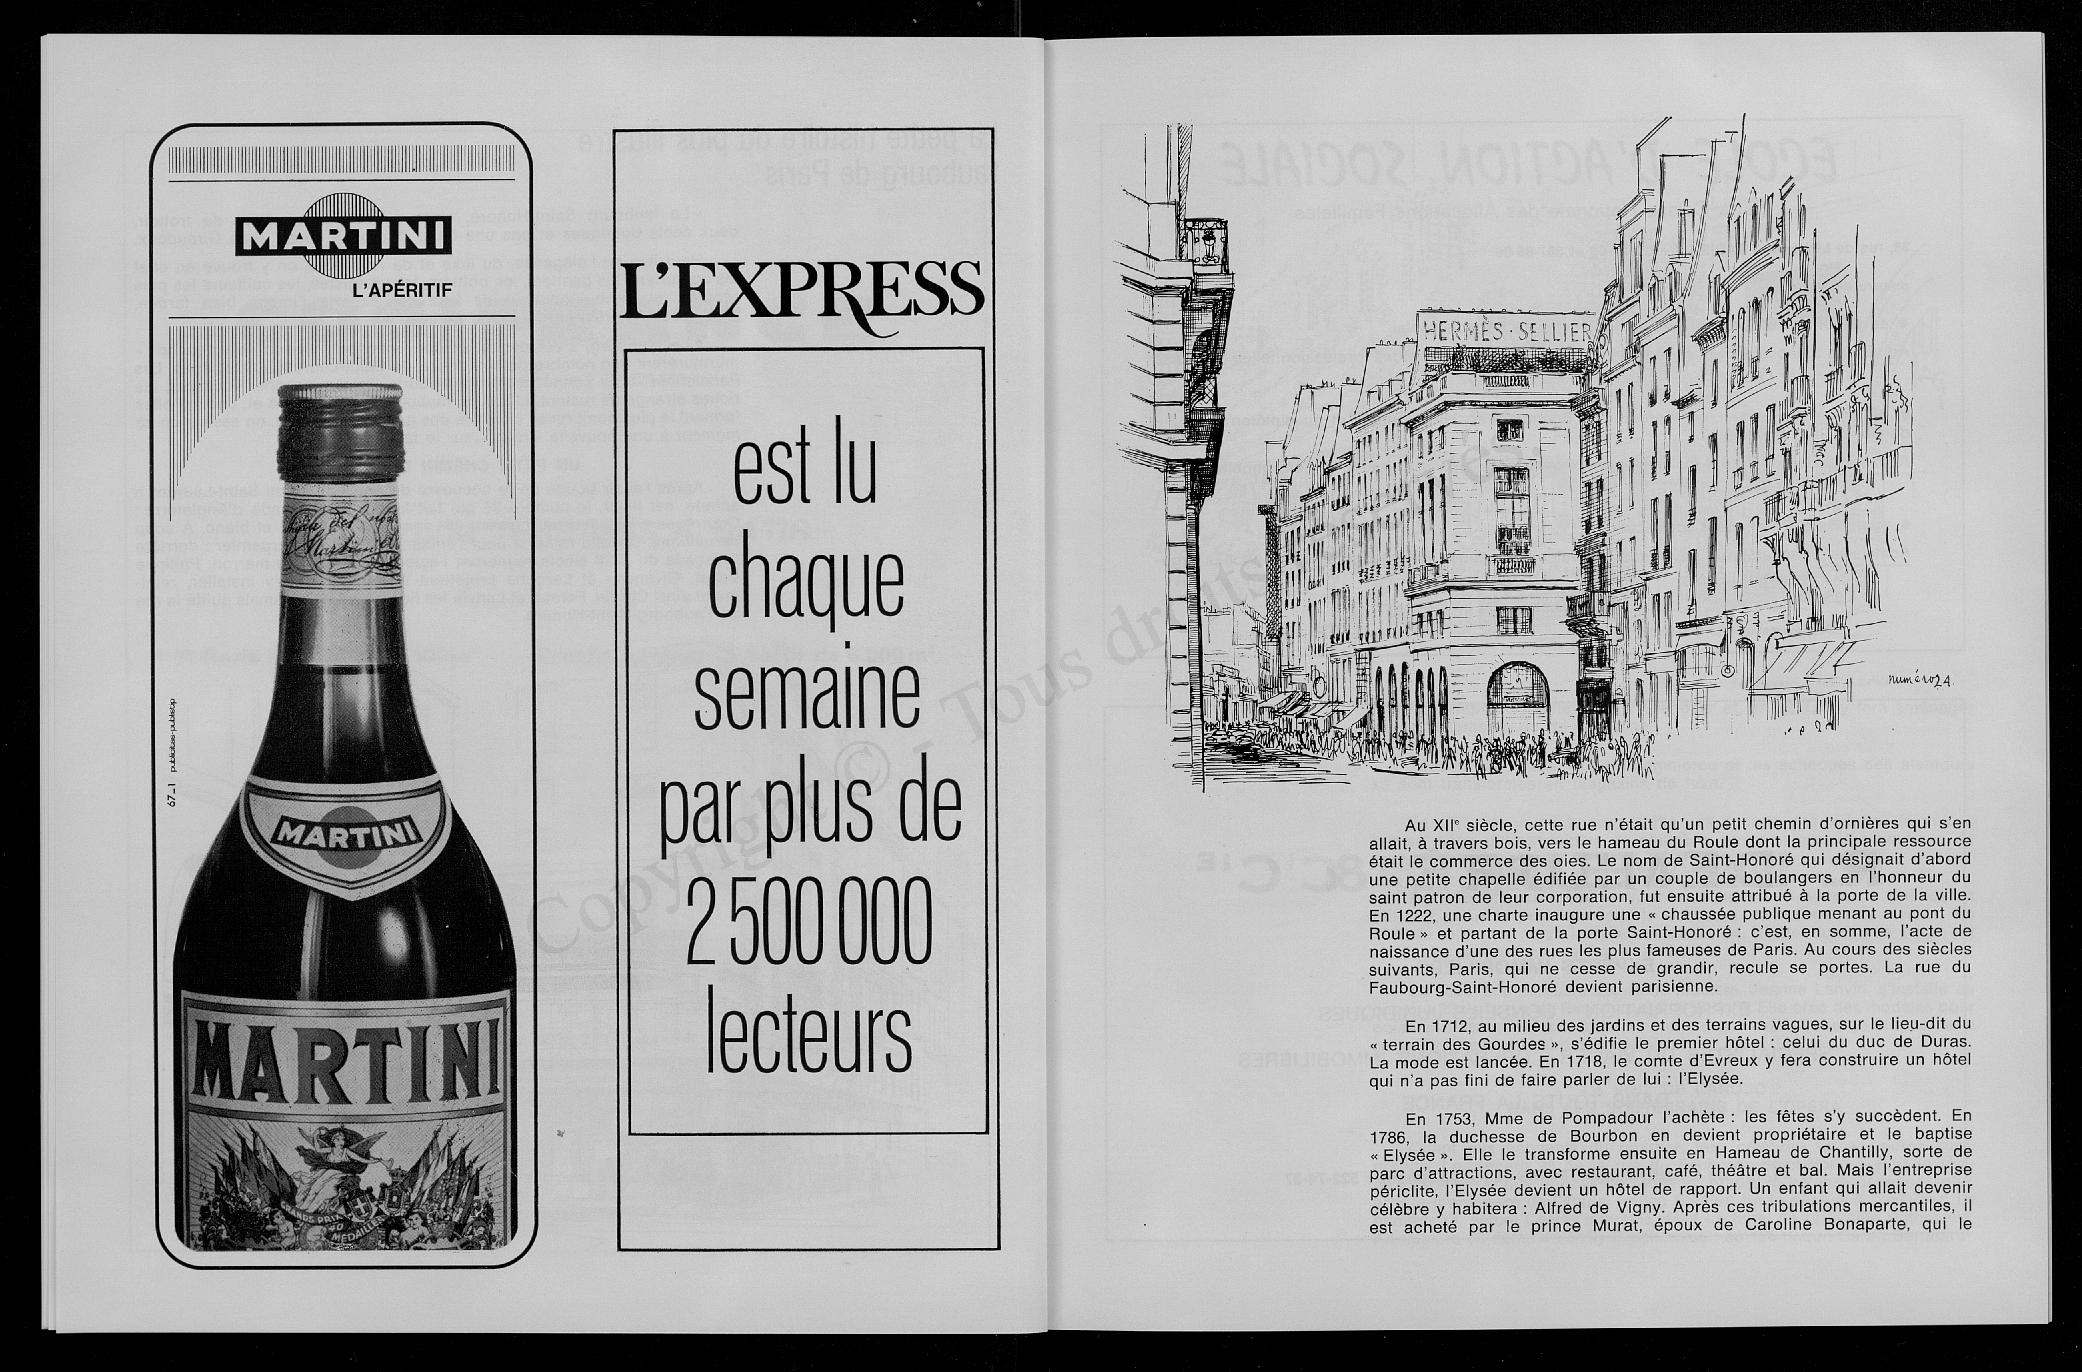 MARTINI
L'APÉRITIF
MARTINI
MARTINI
GRANDS PRIX
40
MEDAILLES
67_1 publicitas-publistop
L'EXPRESS
est lu
chaque
semaine
par plus de
2 500 000
lecteurs
Copyright © - Tous droits
HERMÈS · SELLIER
Au XIIe siècle, cette rue n'était qu'un petit chemin d'ornières qui s'en
allait, à travers bois, vers le hameau du Roule dont la principale ressource
était le commerce des oies. Le nom de Saint-Honoré qui désignait d'abord
une petite chapelle édifiée par un couple de boulangers en l'honneur du
saint patron de leur corporation, fut ensuite attribué à la porte de la ville.
En 1222, une charte inaugure une « chaussée publique menant au pont du
Roule » et partant de la porte Saint-Honoré : c'est, en somme, l'acte de
naissance d'une des rues les plus fameuses de Paris. Au cours des siècles
suivants, Paris, qui ne cesse de grandir, recule se portes. La rue du
Faubourg-Saint-Honoré devient parisienne.
En 1712, au milieu des jardins et des terrains vagues, sur le lieu-dit du
« terrain des Gourdes », s'édifie le premier hôtel : celui du duc de Duras.
La mode est lancée. En 1718, le comte d'Evreux y fera construire un hôtel
qui n'a pas fini de faire parler de lui : l'Elysée.
En 1753, Mme de Pompadour l'achète : les fêtes s'y succèdent. En
1786, la duchesse de Bourbon en devient propriétaire et le baptise
« Elysée ». Elle le transforme ensuite en Hameau de Chantilly, sorte de
parc d'attractions, avec restaurant, café, théâtre et bal. Mais l'entreprise
périclite, l'Elysée devient un hôtel de rapport. Un enfant qui allait devenir
célèbre y habitera : Alfred de Vigny. Après ces tribulations mercantiles, il
est acheté par le prince Murat, époux de Caroline Bonaparte, qui le